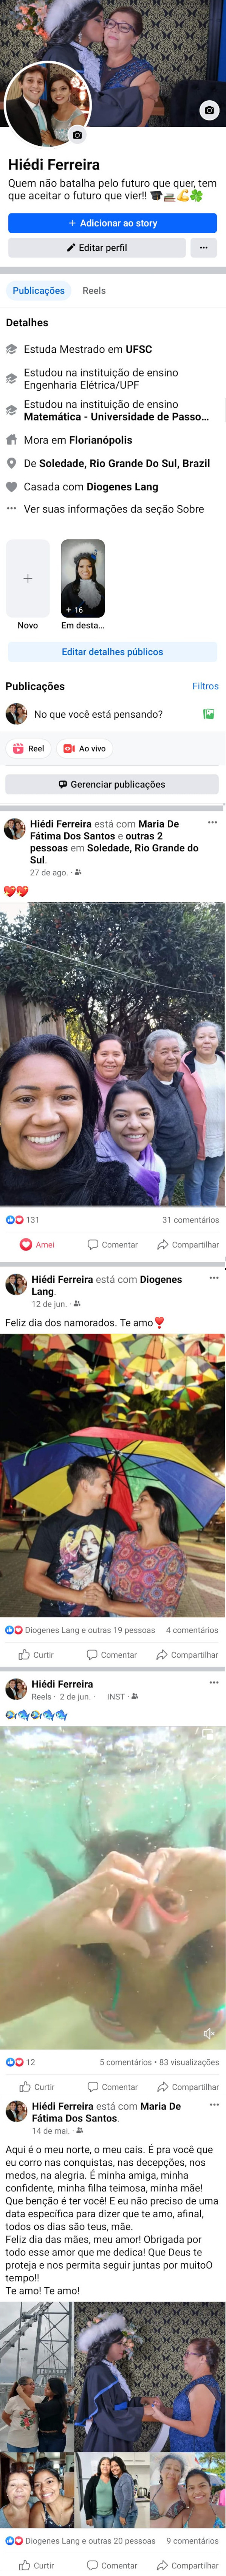 Hiédi Ferreira
Quem não batalha pelo futuro que quer, tem
que aceitar o futuro que vier!!
+ Adicionar ao story
Editar perfil
Publicações
Reels
Detalhes
Estuda Mestrado em UFSC
Estudou na instituição de ensino
Engenharia Elétrica/UPF
Estudou na instituição de ensino
Matemática - Universidade de Passo...
Mora em Florianópolis
De Soledade, Rio Grande Do Sul, Brazil
Casada com Diogenes Lang
Ver suas informações da seção Sobre
+ 16
Novo
Em desta...
Editar detalhes públicos
Publicações
Filtros
No que você está pensando?
Reel
Ao vivo
Gerenciar publicações
Hiédi Ferreira está com Maria De
Fátima Dos Santos e outras 2
pessoas em Soledade, Rio Grande do
Sul.
27 de ago. ·
131
31 comentários
Amei
Comentar
Compartilhar
Hiédi Ferreira está com Diogenes
Lang.
12 de jun. ·
Feliz dia dos namorados. Te amo
Diogenes Lang e outras 19 pessoas
4 comentários
Curtir
Comentar
Compartilhar
Hiédi Ferreira
Reels · 2 de jun. · INST ·
12
5 comentários • 83 visualizações
Curtir
Comentar
Compartilhar
Hiédi Ferreira está com Maria De
Fátima Dos Santos.
14 de mai. ·
Aqui é o meu norte, o meu cais. É pra você que
eu corro nas conquistas, nas decepções, nos
medos, na alegria. É minha amiga, minha
confidente, minha filha teimosa, minha mãe!
Que benção é ter você! E eu não preciso de uma
data específica para dizer que te amo, afinal,
todos os dias são teus, mãe.
Feliz dia das mães, meu amor! Obrigada por
todo esse amor que me dedica! Que Deus te
proteja e nos permita seguir juntas por muitoO
tempo!!
Te amo! Te amo!
Diogenes Lang e outras 20 pessoas
9 comentários
Curtir
Comentar
Compartilhar